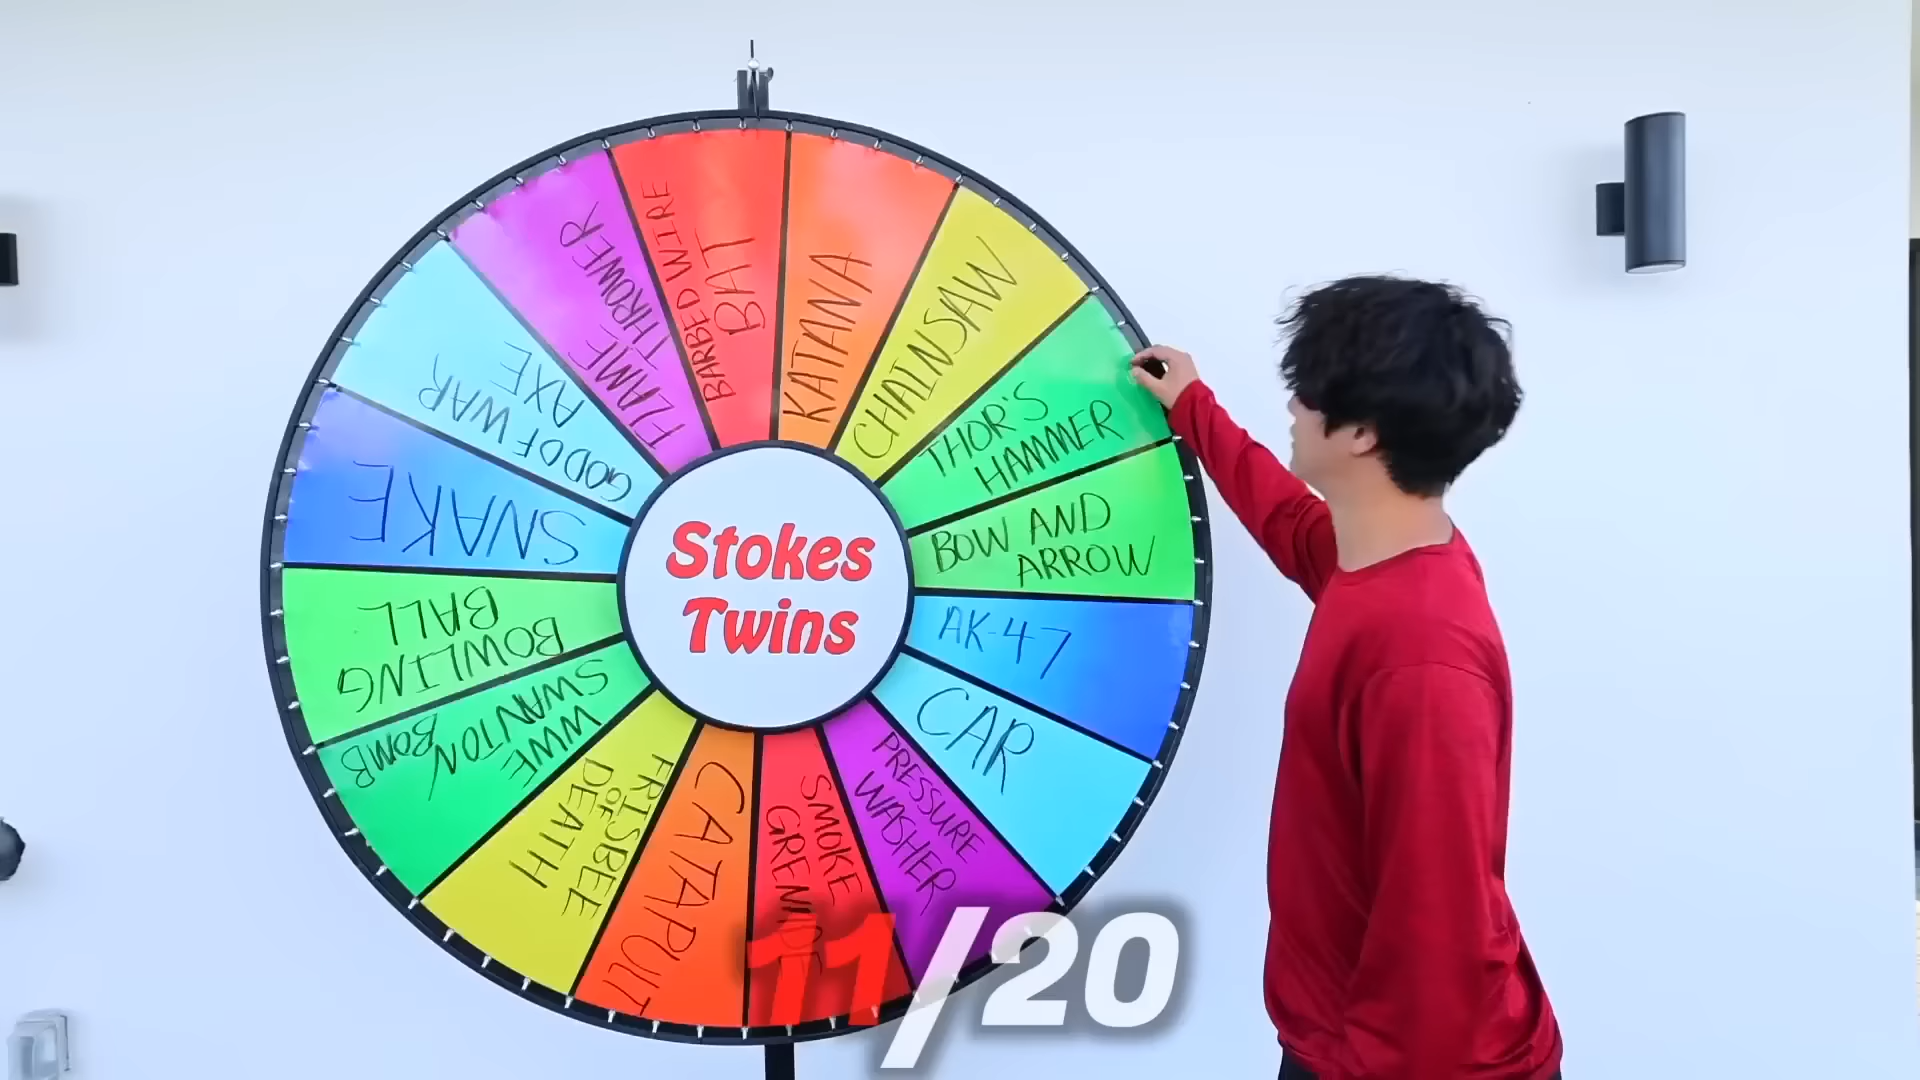 BARBED WIRE
BAT
KATANA
CHAINSAW
THOR'S
HAMMER
BOW AND
ARROW
AK-47
CAR
PRESSURE
WASHER
SMOKE
CATAPULT
FRISBEE
OF
DEATH
WWE
SWANTON
BOMB
BOWLING
BALL
SNAKE
GOD OF WAR
AXE
FLAME
THROWER
Stokes
Twins
11/20